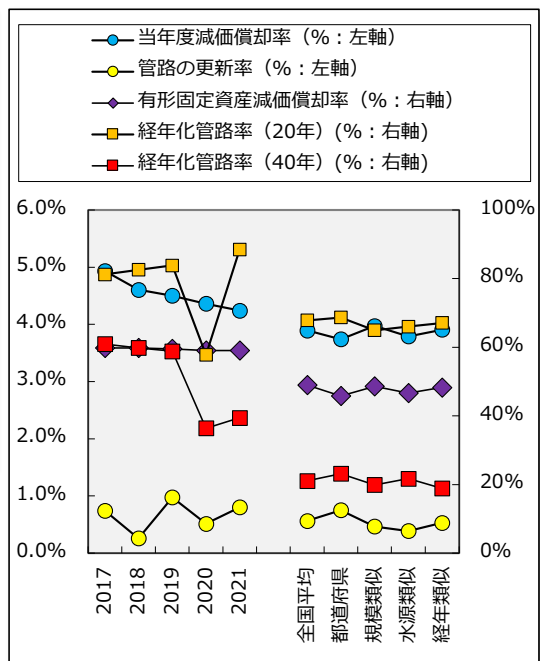 当年度減価償却率（%：左軸）
管路の更新率（%：左軸）
有形固定資産減価償却率（%：右軸）
経年化管路率（20年）(%：右軸)
経年化管路率（40年）(%：右軸)
6.0% 100%
5.0% 80%
4.0% 60%
3.0%
2.0% 40%
1.0% 20%
0.0% 0%
2017 2018 2019 2020 2021 全国平均 都道府県 規模類似 水源類似 経年類似